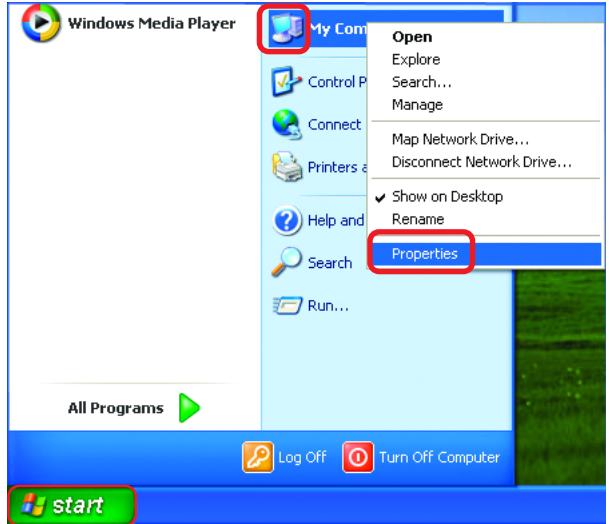 Windows Media Player
My Com
Control P
Connect
Printers a
Help and
Search
Run...
Open
Explore
Search...
Manage
Map Network Drive...
Disconnect Network Drive...
Show on Desktop
Rename
Properties
All Programs
Log Off
Turn Off Computer
start